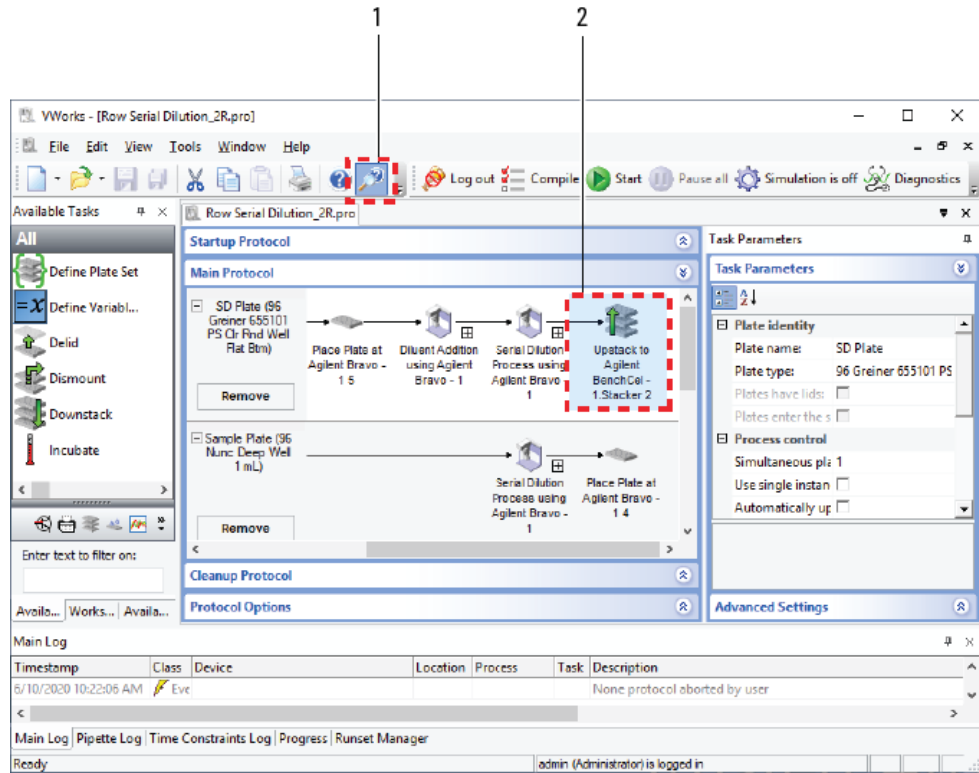 1
2
VWorks - [Row Serial Dilution_2R.pro]
File Edit View Tools Window Help
Log out Compile Start Pause all Simulation is off Diagnostics
Available Tasks
Row Serial Dilution_2R.pro
Task Parameters
All
Define Plate Set
=x Define Variabl...
Delid
Dismount
Downstack
Incubate
Enter text to filter on:
Availa... Works... Availa...
Startup Protocol
Main Protocol
SD Plate (96
Greiner 655101
PS Clr Rnd Well
Flat Btm)
Remove
Place Plate at
Agilent Bravo -
1 5
Diluent Addition
using Agilent
Bravo - 1
Serial Dilution
Process using
Agilent Bravo
1
Upstack to
Agilent
BenchCel -
1.Stacker 2
Sample Plate (96
Nunc Deep Well
1 mL)
Remove
Serial Dilution
Process using
Agilent Bravo -
1
Place Plate at
Agilent Bravo -
1 4
Cleanup Protocol
Protocol Options
Task Parameters
Plate identity
Plate name: SD Plate
Plate type: 96 Greiner 655101 PS
Plates have lids:
Plates enter the s
Process control
Simultaneous pla 1
Use single instan
Automatically up
Advanced Settings
Main Log
Timestamp Class Device Location Process Task Description
6/10/2020 10:22:06 AM Eve None protocol aborted by user
Main Log Pipette Log Time Constraints Log Progress Runset Manager
Ready admin (Administrator) is logged in